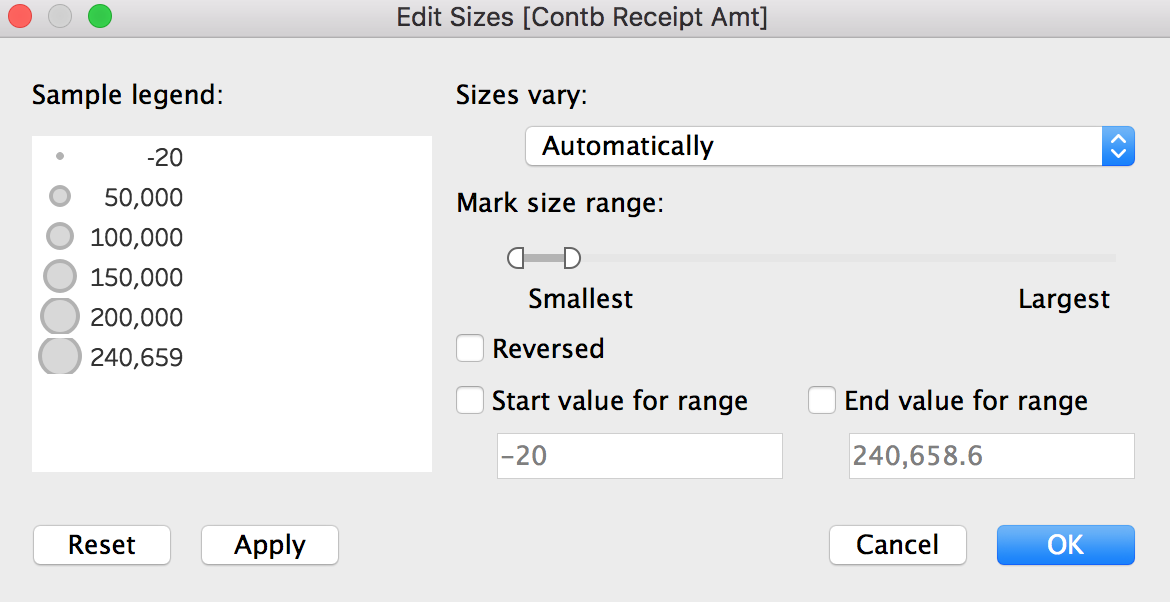 Edit Sizes [Contb Receipt Amt]
Sample legend:
-20
50,000
100,000
150,000
200,000
240,659
Sizes vary:
Automatically
Mark size range:
Smallest Largest
Reversed
Start value for range End value for range
-20 240,658.6
Reset Apply Cancel OK